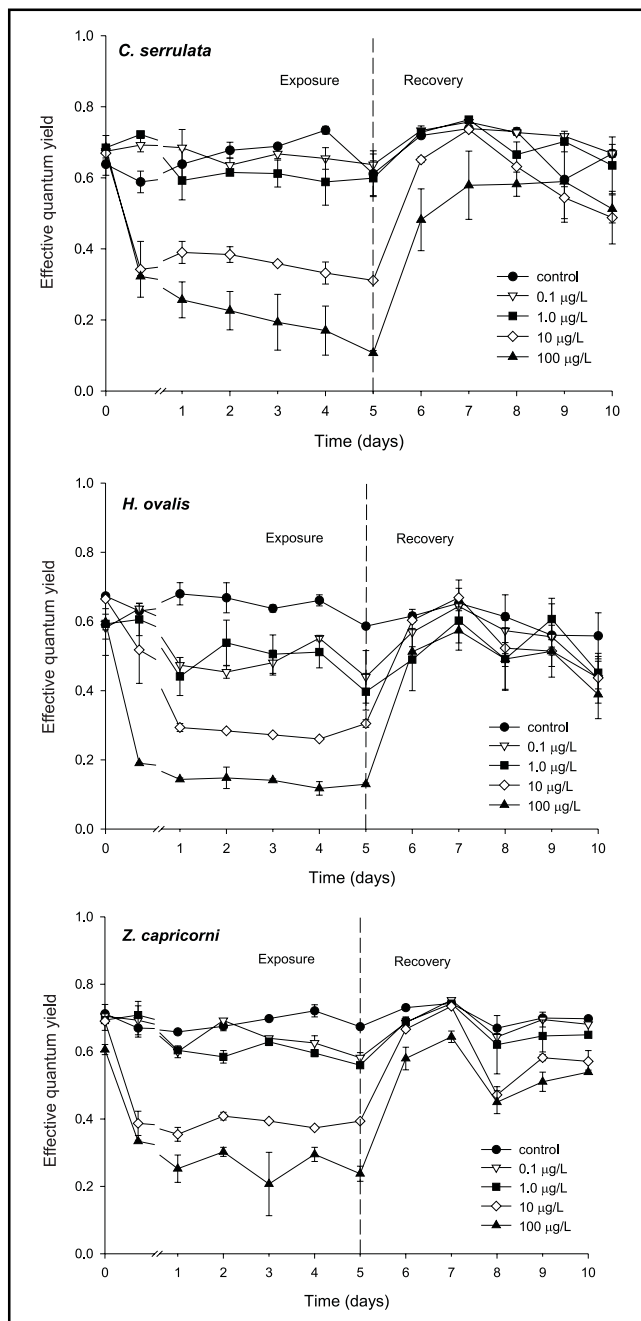 C. serrulata
Exposure Recovery
Effective quantum yield
1.0
0.8
0.6
0.4
0.2
0.0
control
0.1 µg/L
1.0 µg/L
10 µg/L
100 µg/L
0 1 2 3 4 5 6 7 8 9 10
Time (days)
H. ovalis
Exposure Recovery
Effective quantum yield
1.0
0.8
0.6
0.4
0.2
0.0
control
0.1 µg/L
1.0 µg/L
10 µg/L
100 µg/L
0 1 2 3 4 5 6 7 8 9 10
Time (days)
Z. capricorni
Exposure Recovery
Effective quantum yield
1.0
0.8
0.6
0.4
0.2
0.0
control
0.1 µg/L
1.0 µg/L
10 µg/L
100 µg/L
0 1 2 3 4 5 6 7 8 9 10
Time (days)